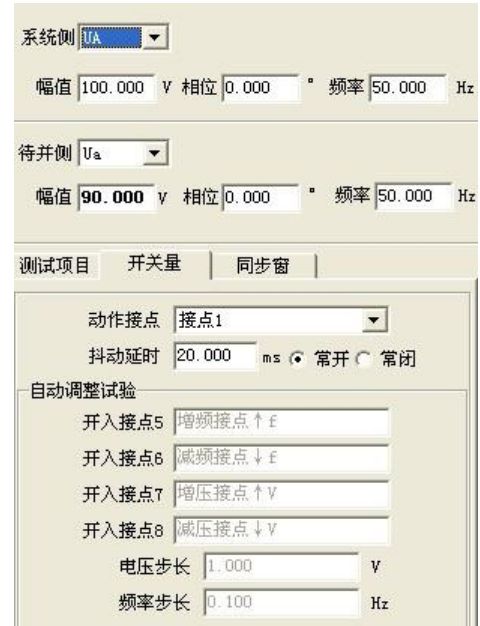 系统侧 UA
幅值 100.000 V 相位 0.000 ° 频率 50.000 Hz
待并侧 Ua
幅值 90.000 V 相位 0.000 ° 频率 50.000 Hz
测试项目 开关量 同步窗
动作接点 接点1
抖动延时 20.000 ms 常开 常闭
自动调整试验
开入接点5 增频接点↑f
开入接点6 减频接点↓f
开入接点7 增压接点↑V
开入接点8 减压接点↓V
电压步长 1.000 V
频率步长 0.100 Hz